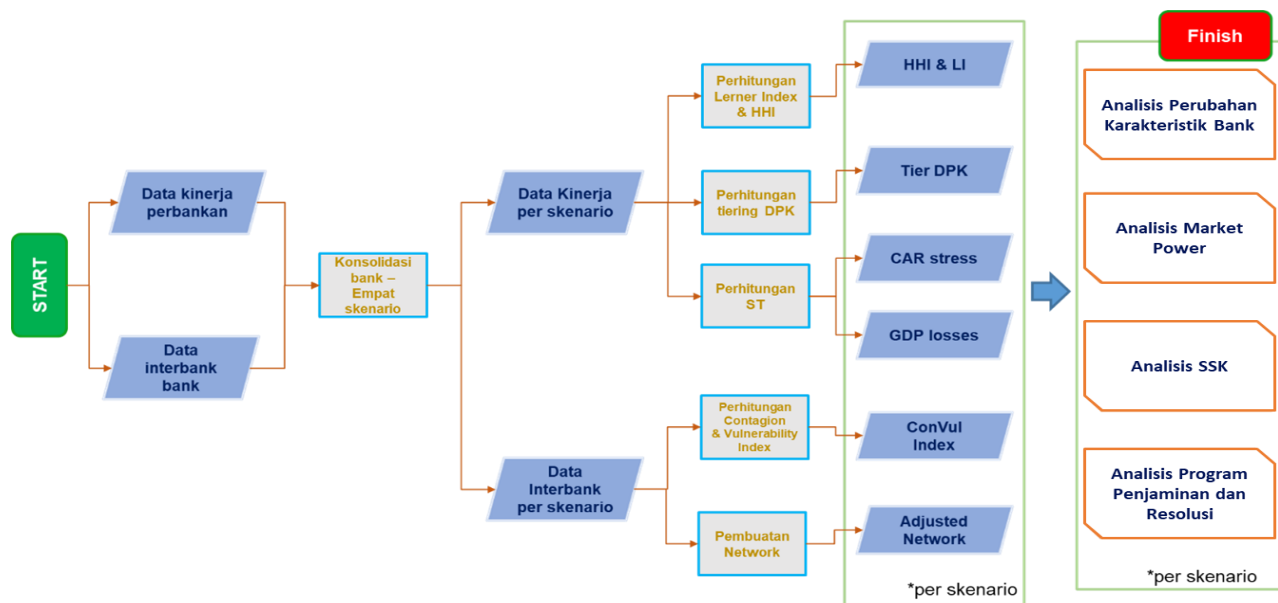 START
Data kinerja
perbankan
Data
interbank
bank
Konsolidasi
bank –
Empat
skenario
Data Kinerja
per skenario
Data
Interbank
per skenario
Perhitungan
Lerner Index
& HHI
Perhitungan
tiering DPK
Perhitungan
ST
Perhitungan
Contagion
& Vulnerability
Index
Pembuatan
Network
HHI & LI
Tier DPK
CAR stress
GDP losses
ConVul
Index
Adjusted
Network
*per skenario
Finish
Analisis Perubahan
Karakteristik Bank
Analisis Market
Power
Analisis SSK
Analisis Program
Penjaminan dan
Resolusi
*per skenario